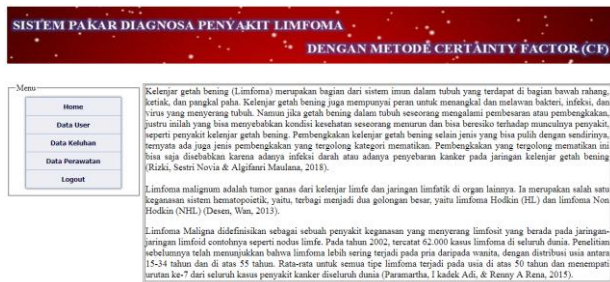 SISTEM PAKAR DIAGNOSA PENYAKIT LIMFOMA
DENGAN METODE CERTAINTY FACTOR (CF)
Menu
Home
Data User
Data Keluhan
Data Perawatan
Logout
Kelenjar getah bening (Limfoma) merupakan bagian dari sistem imun dalam tubuh yang terdapat di bagian bawah rahang,
ketiak, dan pangkal paha. Kelenjar getah bening juga mempunyai peran untuk menangkal dan melawan bakteri, infeksi, dan
virus yang menyerang tubuh. Namun jika getah bening dalam tubuh seseorang mengalami pembesaran atau pembengkakan,
justru inilah yang bisa menyebabkan kondisi kesehatan seseorang menurun dan bisa beresiko terhadap munculnya penyakit,
seperti penyakit kelenjar getah bening. Pembengkakan kelenjar getah bening selain jenis yang bisa pulih dengan sendirinya,
ternyata ada juga jenis pembengkakan yang tergolong kategori mematikan. Pembengkakan yang tergolong mematikan ini
bisa saja disebabkan karena adanya infeksi darah atau adanya penyebaran kanker pada jaringan kelenjar getah bening
(Rizki, Sestri Novia & Algifanri Maulana, 2018).
Limfoma malignum adalah tumor ganas dari kelenjar limfe dan jaringan limfatik di organ lainnya. Ia merupakan salah satu
keganasan sistem hematopoietik, yaitu, terbagi menjadi dua golongan besar, yaitu limfoma Hodkin (HL) dan limfoma Non
Hodkin (NHL) (Desen, Wan, 2013).
Limfoma Maligna didefinisikan sebagai sebuah penyakit keganasan yang menyerang limfosit yang berada pada jaringan-
jaringan limfoid contohnya seperti nodus limfe. Pada tahun 2002, tercatat 62.000 kasus limfoma di seluruh dunia. Penelitian
sebelumnya telah menunjukkan bahwa limfoma lebih sering terjadi pada pria daripada wanita, dengan distribusi usia antara
15-34 tahun dan di atas 55 tahun. Rata-rata untuk semua tipe limfoma terjadi pada usia di atas 50 tahun dan menempati
urutan ke-7 dari seluruh kasus penyakit kanker diseluruh dunia (Paramartha, I kadek Adi, & Renny A Rena, 2015).